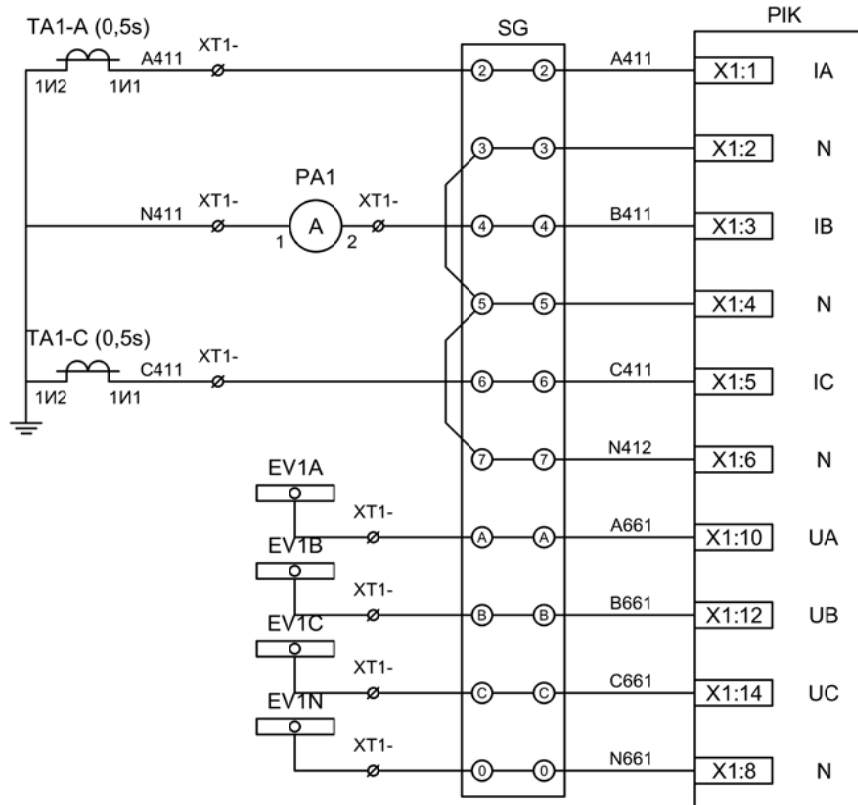 PIK
TA1-A (0,5s)
SG
A411
XT1-
2
2
A411
X1:1
IA
1И2
1И1
3
3
X1:2
N
PA1
N411
XT1-
XT1-
1
A
2
4
4
B411
X1:3
IB
5
5
X1:4
N
TA1-C (0,5s)
C411
XT1-
6
6
C411
X1:5
IC
1И2
1И1
7
7
N412
X1:6
N
EV1A
XT1-
A
A
A661
X1:10
UA
EV1B
XT1-
B
B
B661
X1:12
UB
EV1C
XT1-
C
C
C661
X1:14
UC
EV1N
XT1-
0
0
N661
X1:8
N